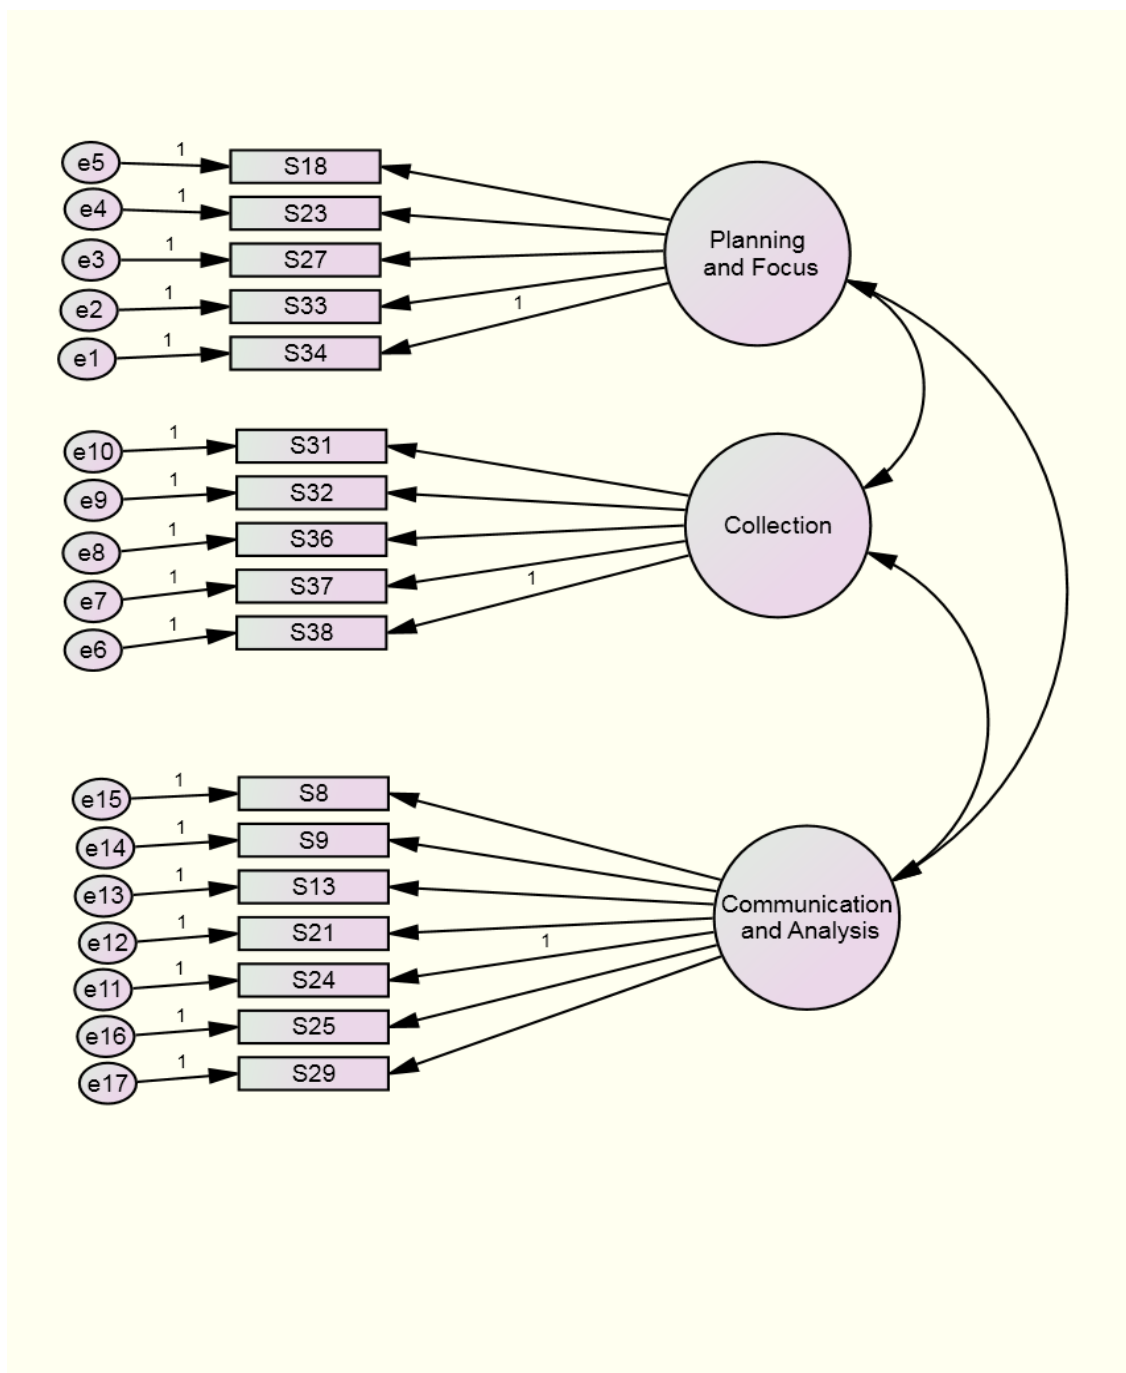 e5
1
S18
e4
1
S23
e3
1
S27
e2
1
S33
e1
1
S34
1
Planning
and Focus
e10
1
S31
e9
1
S32
e8
1
S36
e7
1
S37
e6
1
S38
1
Collection
e15
1
S8
e14
1
S9
e13
1
S13
e12
1
S21
e11
1
S24
e16
1
S25
e17
1
S29
1
Communication
and Analysis